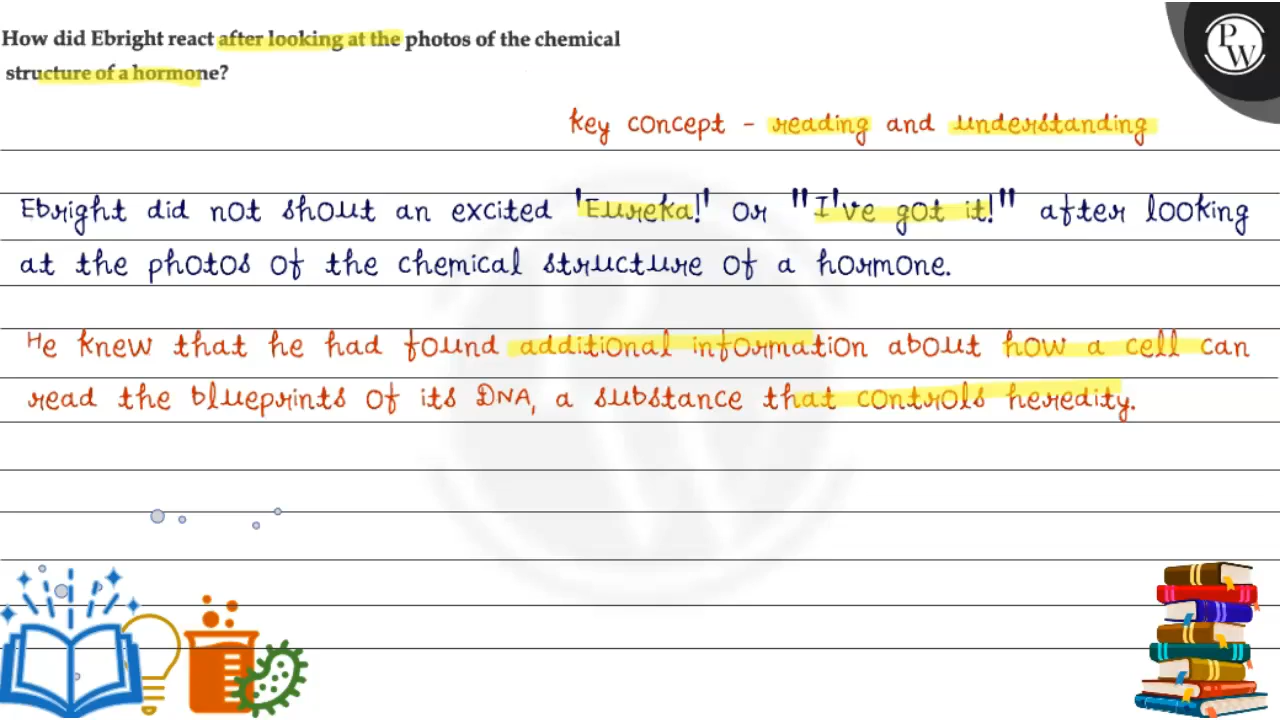 How did Ebright react after looking at the photos of the chemical
structure of a hormone?
PW
key concept - reading and understanding
Ebright did not shout an excited 'Eureka!' or "I've got it!" after looking
at the photos of the chemical structure of a hormone.
He knew that he had found additional information about how a cell can
read the blueprints of its DNA, a substance that controls heredity.